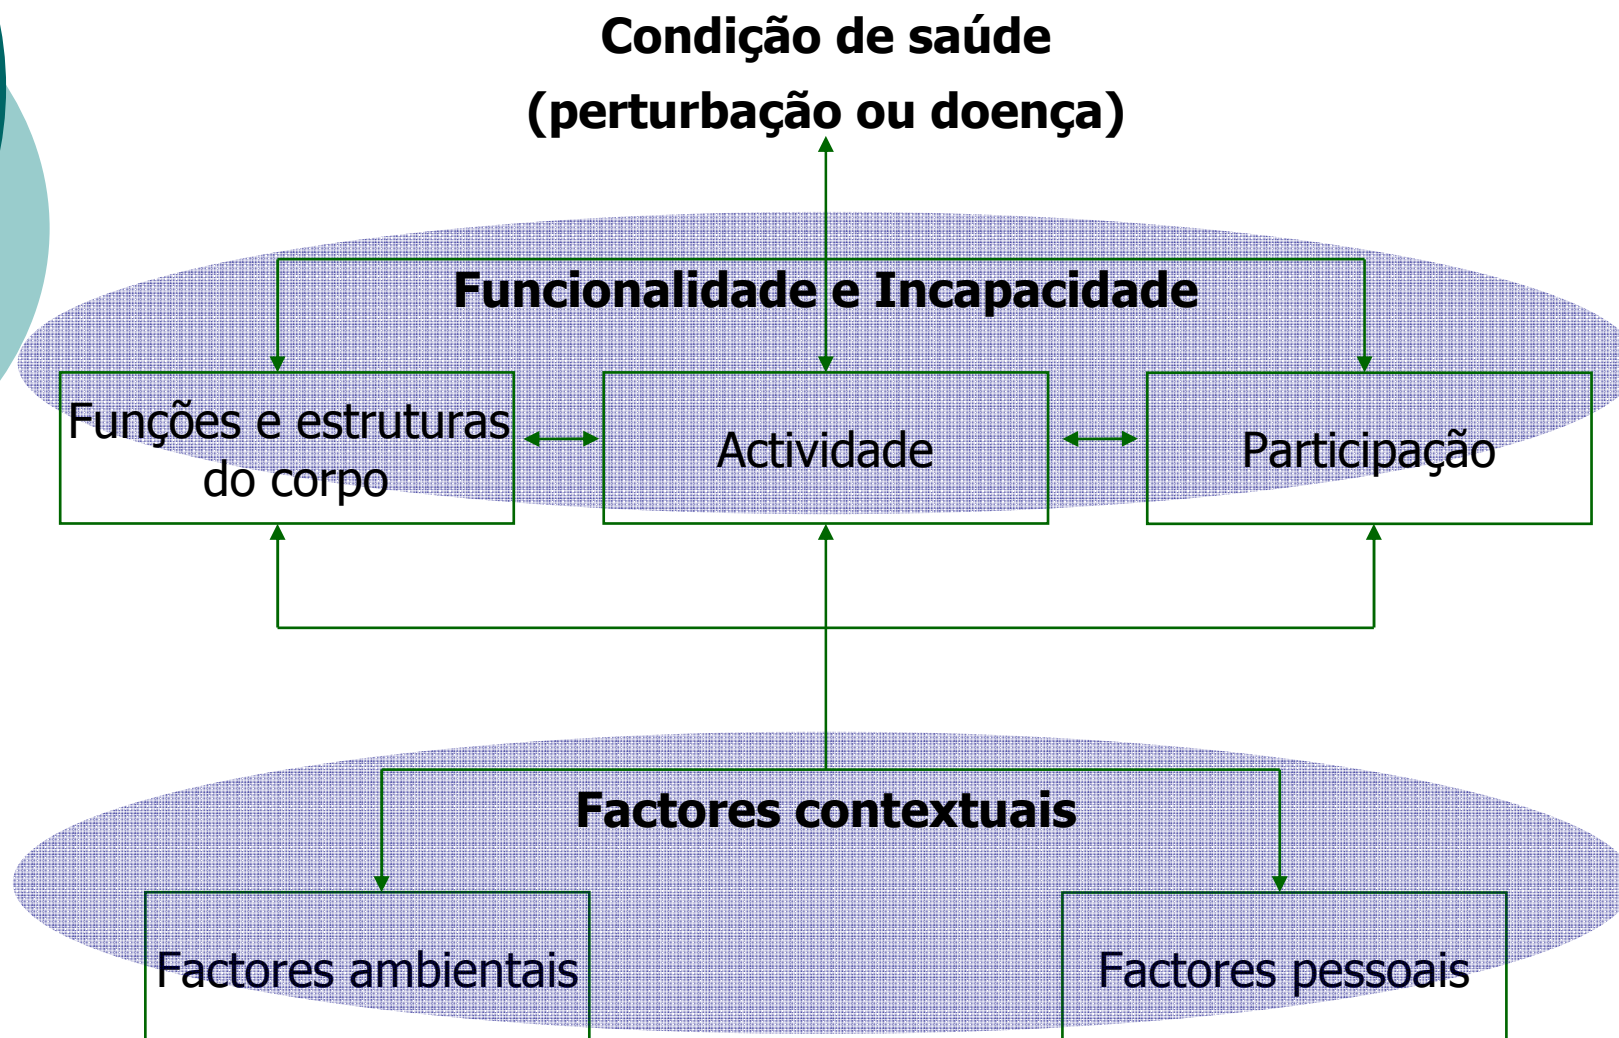 Condição de saúde
(perturbação ou doença)
Funcionalidade e Incapacidade
Funções e estruturas
do corpo
Actividade
Participação
Factores contextuais
Factores ambientais
Factores pessoais